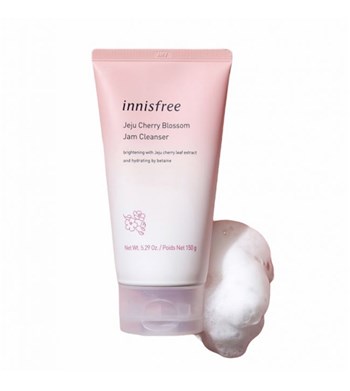 innisfree
Jeju Cherry Blossom
Jam Cleanser
brightening with Jeju cherry leaf extract
and hydrating by betaine
Net Wt. 5.29 Oz. / Poids Net 150 g